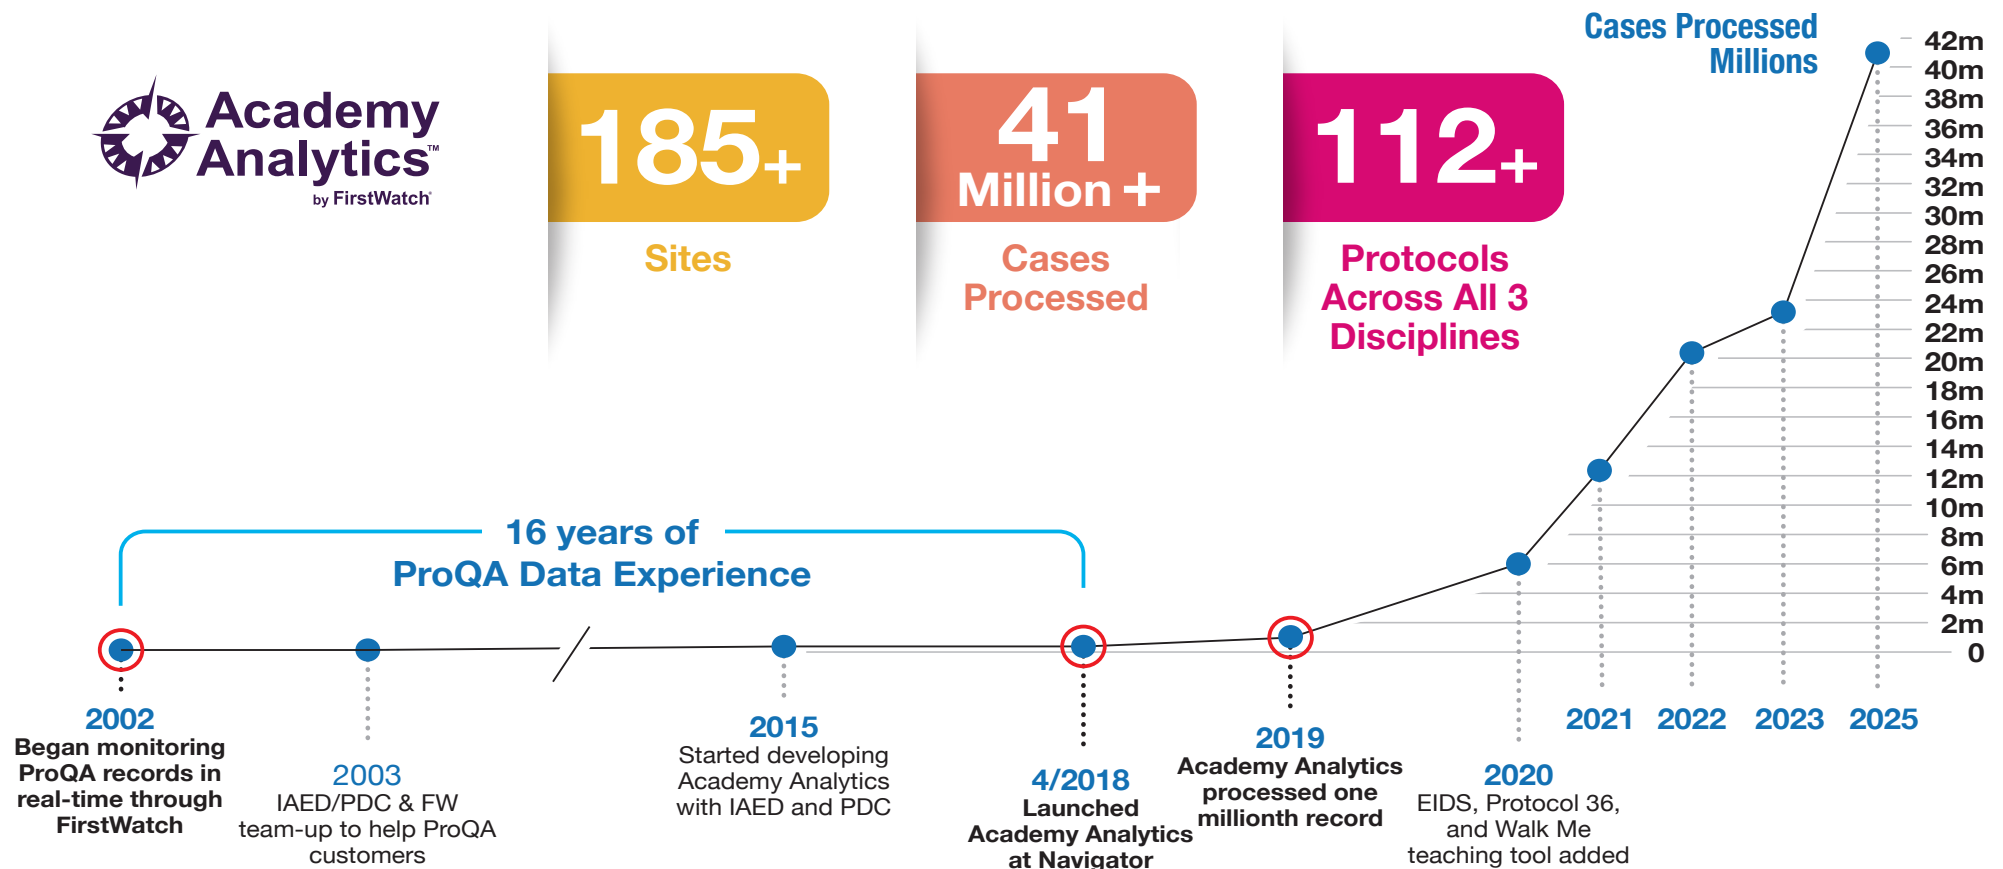 Academy
Analytics™
by FirstWatch®
185+
Sites
41
Million +
Cases
Processed
112+
Protocols
Across All 3
Disciplines
Cases Processed
Millions
42m
40m
38m
36m
34m
32m
30m
28m
26m
24m
22m
20m
18m
16m
14m
12m
10m
8m
6m
4m
2m
0
16 years of
ProQA Data Experience
2002
Began monitoring
ProQA records in
real-time through
FirstWatch
2003
IAED/PDC & FW
team-up to help ProQA
customers
2015
Started developing
Academy Analytics
with IAED and PDC
4/2018
Launched
Academy Analytics
at Navigator
2019
Academy Analytics
processed one
millionth record
2020
EIDS, Protocol 36,
and Walk Me
teaching tool added
2021
2022
2023
2025